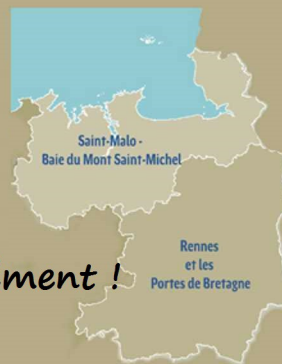 Saint-Malo -
Baie du Mont Saint-Michel
Rennes
et les
Portes de Bretagne
ment !